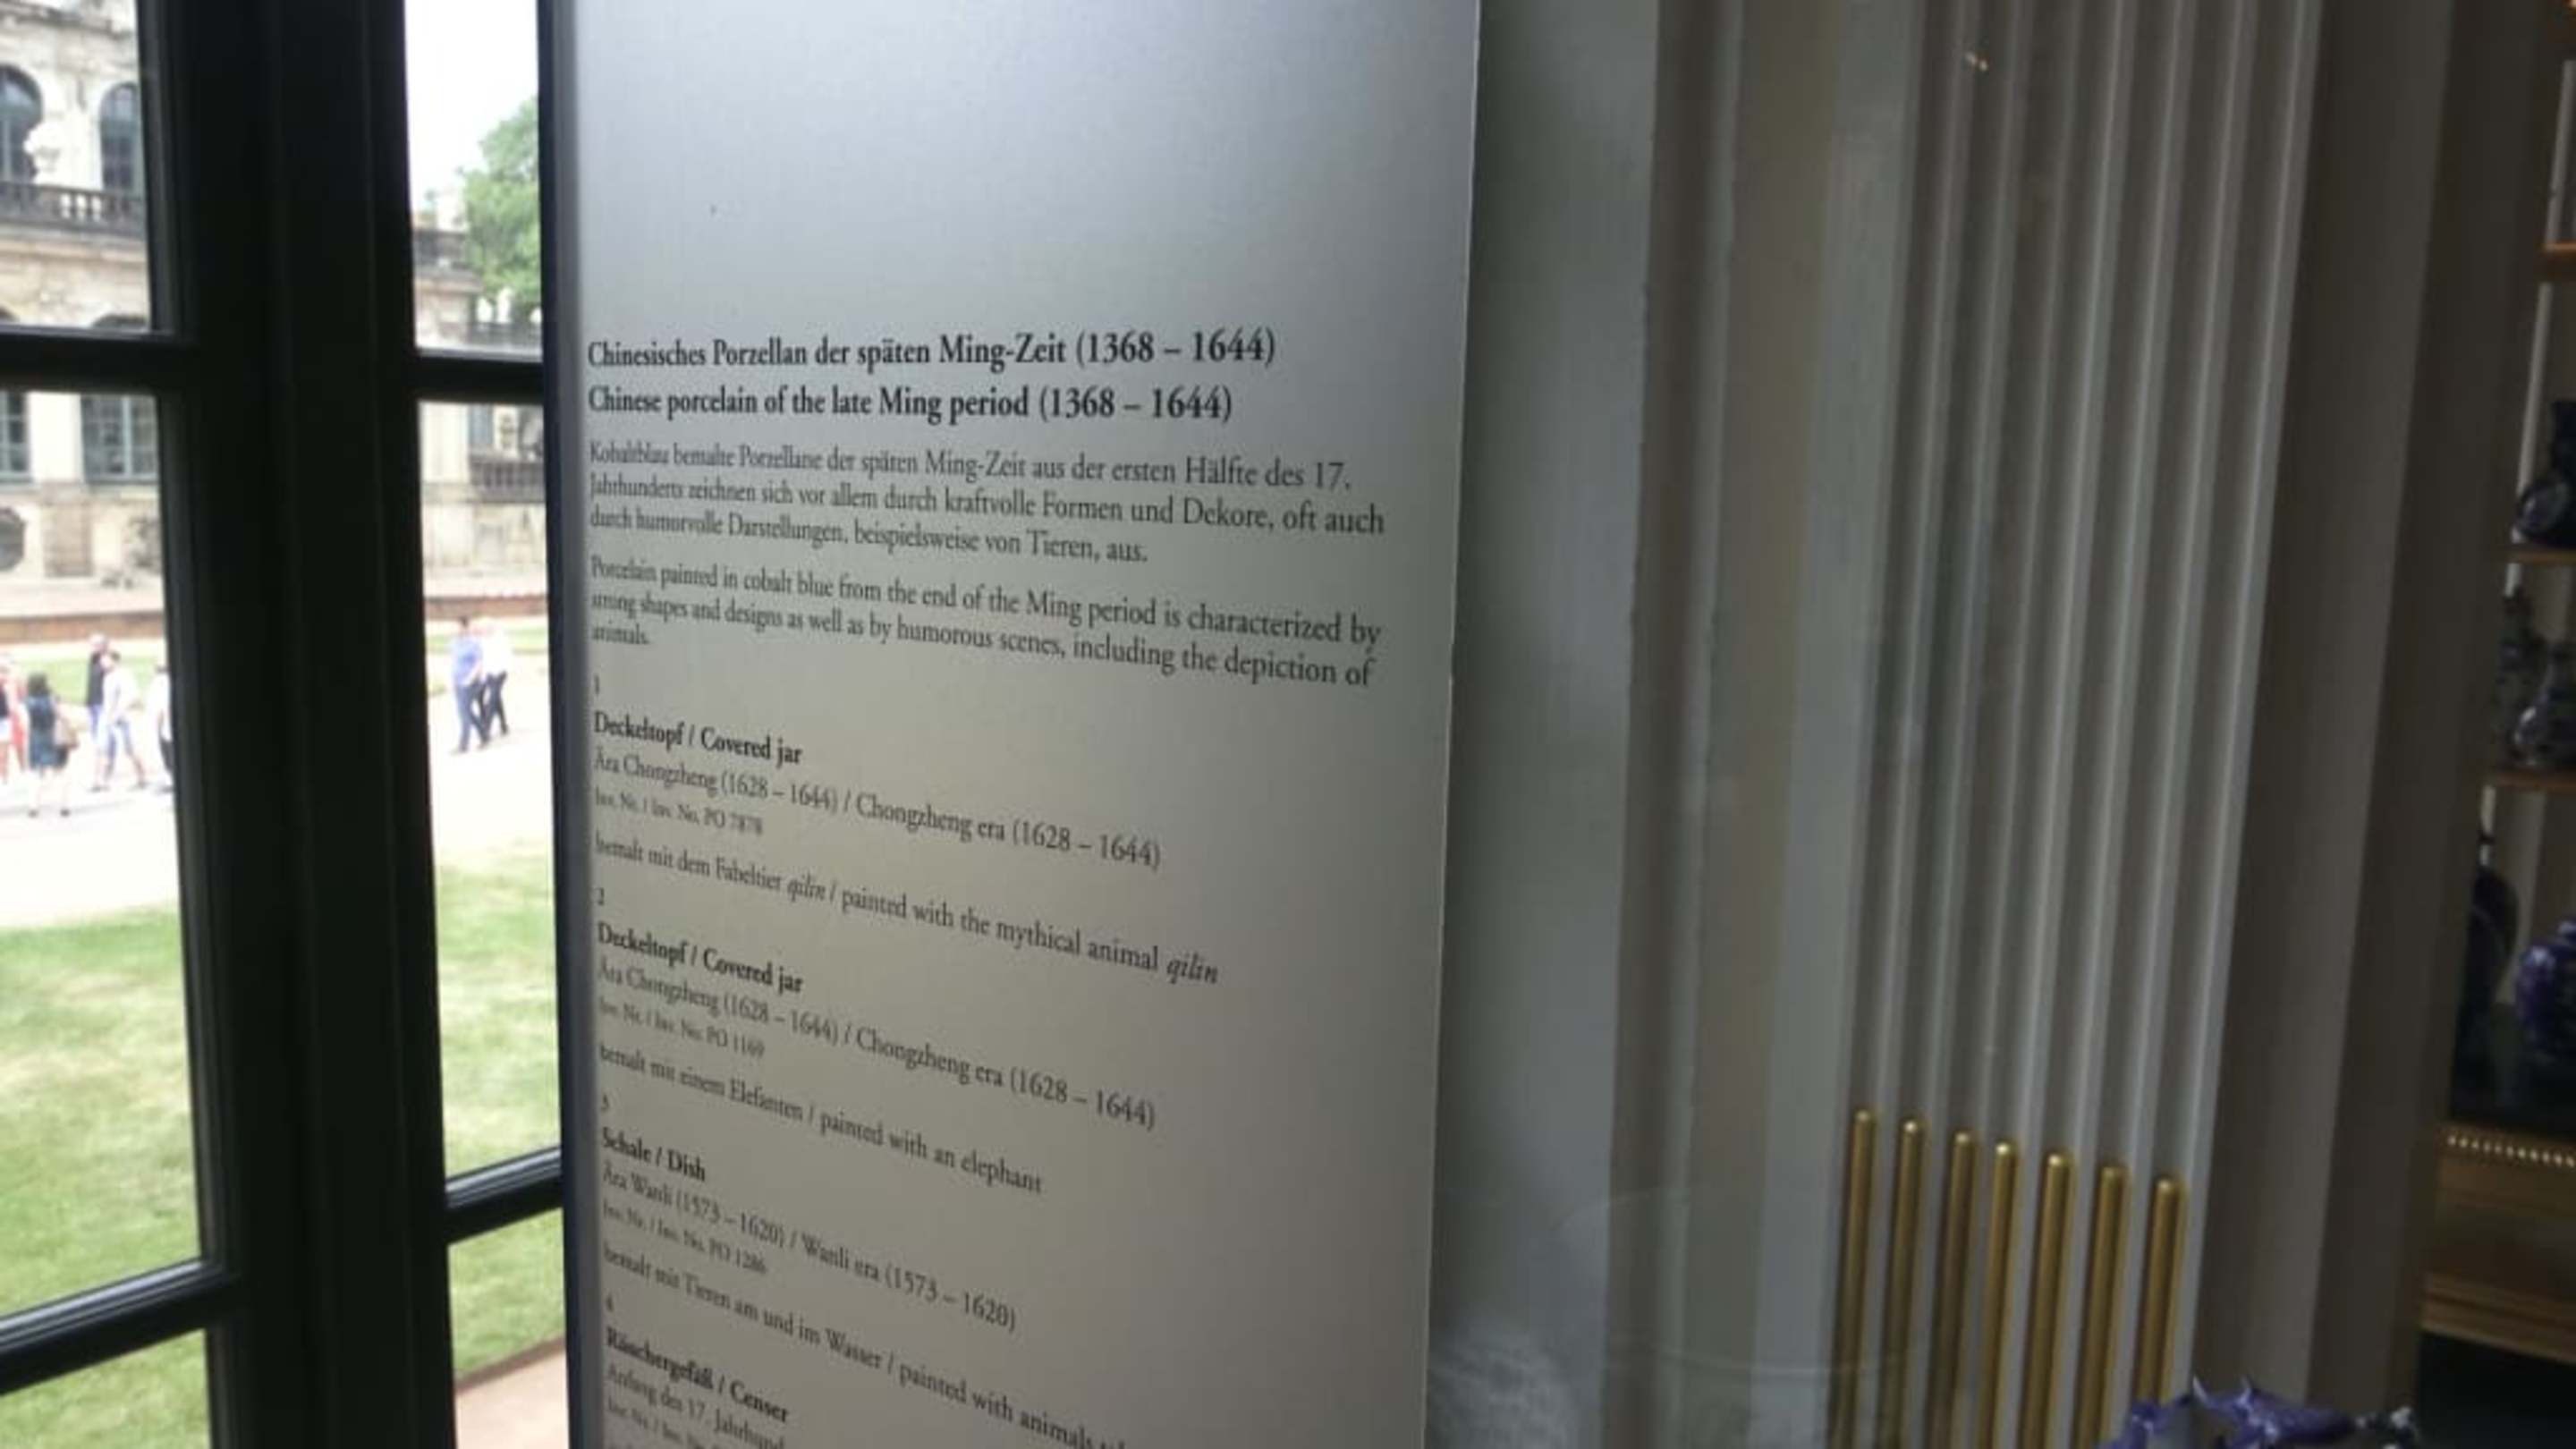 Chinesisches Porzellan der späten Ming-Zeit (1368 – 1644)
Chinese porcelain of the late Ming period (1368 – 1644)
Kobaltblau bemalte Porzellane der späten Ming-Zeit aus der ersten Hälfte des 17.
Jahrhunderts zeichnen sich vor allem durch kraftvolle Formen und Dekore, oft auch
durch humorvolle Darstellungen, beispielsweise von Tieren, aus.
Porcelain painted in cobalt blue from the end of the Ming period is characterized by
strong shapes and designs as well as by humorous scenes, including the depiction of
animals.
1
Deckeltopf / Covered jar
Ära Chongzheng (1628 – 1644) / Chongzheng era (1628 – 1644)
Inv. Nr. / Inv. No. PO 7878
bemalt mit dem Fabeltier qilin / painted with the mythical animal qilin
2
Deckeltopf / Covered jar
Ära Chongzheng (1628 – 1644) / Chongzheng era (1628 – 1644)
Inv. Nr. / Inv. No. PO 1169
bemalt mit einem Elefanten / painted with an elephant
3
Schale / Dish
Ära Wanli (1573 – 1620) / Wanli era (1573 – 1620)
Inv. Nr. / Inv. No. PO 1286
bemalt mit Tieren am und im Wasser / painted with animals
4
Räuchergefäß / Censer
Anfang des 17. Jahrhund
Inv. Nr. / Inv.